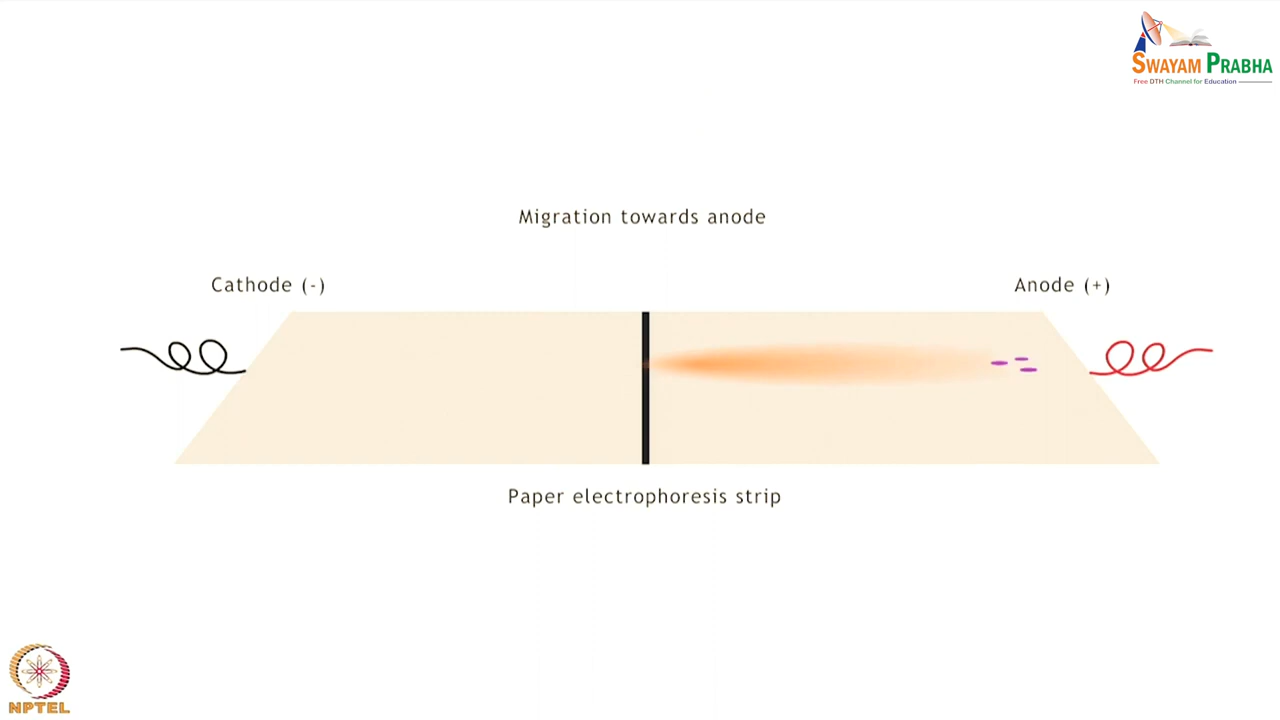 SWAYAM PRABHA
Free DTH Channel for Education
Migration towards anode
Cathode (-)
Anode (+)
Paper electrophoresis strip
NPTEL